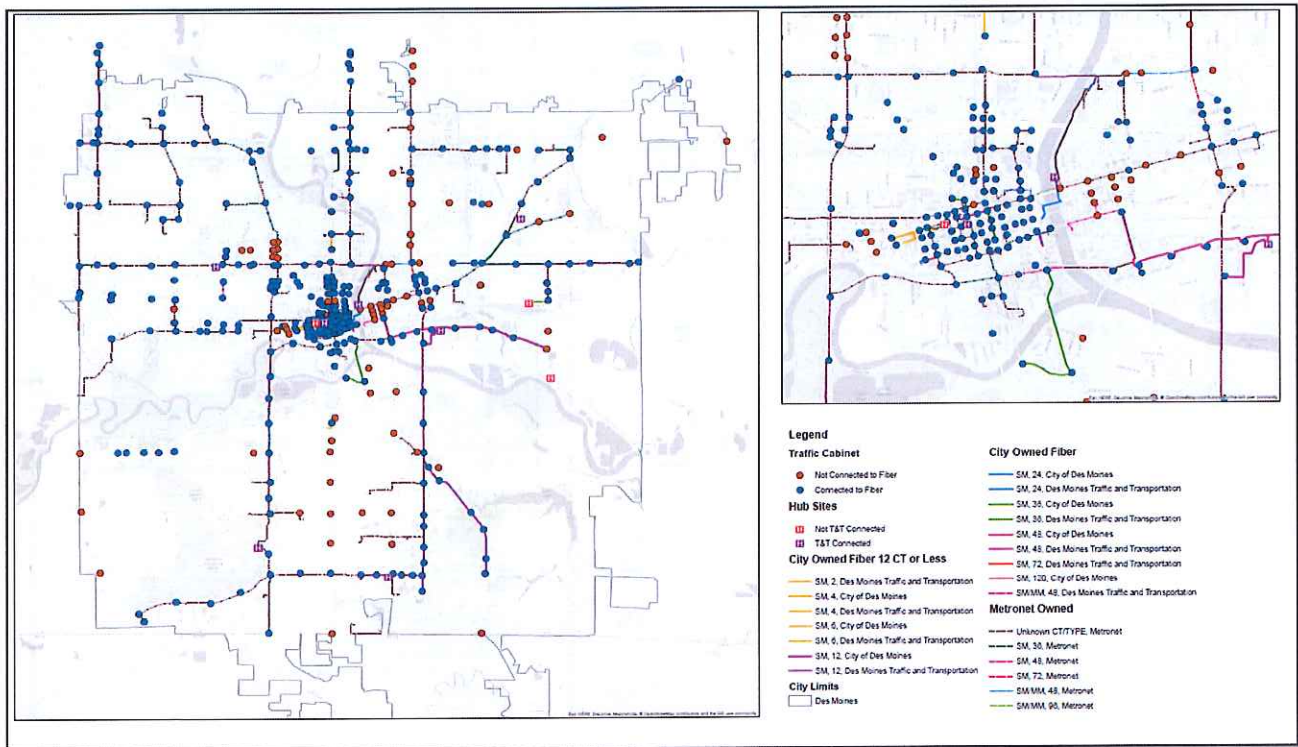 Legend
Traffic Cabinet
Not Connected to Fiber
Connected to Fiber
Hub Sites
H Not T&T Connected
H T&T Connected
City Owned Fiber 12 CT or Less
SM, 2, Des Moines Traffic and Transportation
SM, 4, City of Des Moines
SM, 4, Des Moines Traffic and Transportation
SM, 6, City of Des Moines
SM, 6, Des Moines Traffic and Transportation
SM, 12, City of Des Moines
SM, 12, Des Moines Traffic and Transportation
City Limits
Des Moines
City Owned Fiber
SM, 24, City of Des Moines
SM, 24, Des Moines Traffic and Transportation
SM, 36, City of Des Moines
SM, 36, Des Moines Traffic and Transportation
SM, 48, City of Des Moines
SM, 48, Des Moines Traffic and Transportation
SM, 72, Des Moines Traffic and Transportation
SM, 120, City of Des Moines
SM/MM, 48, Des Moines Traffic and Transportation
Metronet Owned
Unknown CT/TYPE, Metronet
SM, 36, Metronet
SM, 48, Metronet
SM, 72, Metronet
SM/MM, 48, Metronet
SM/MM, 96, Metronet